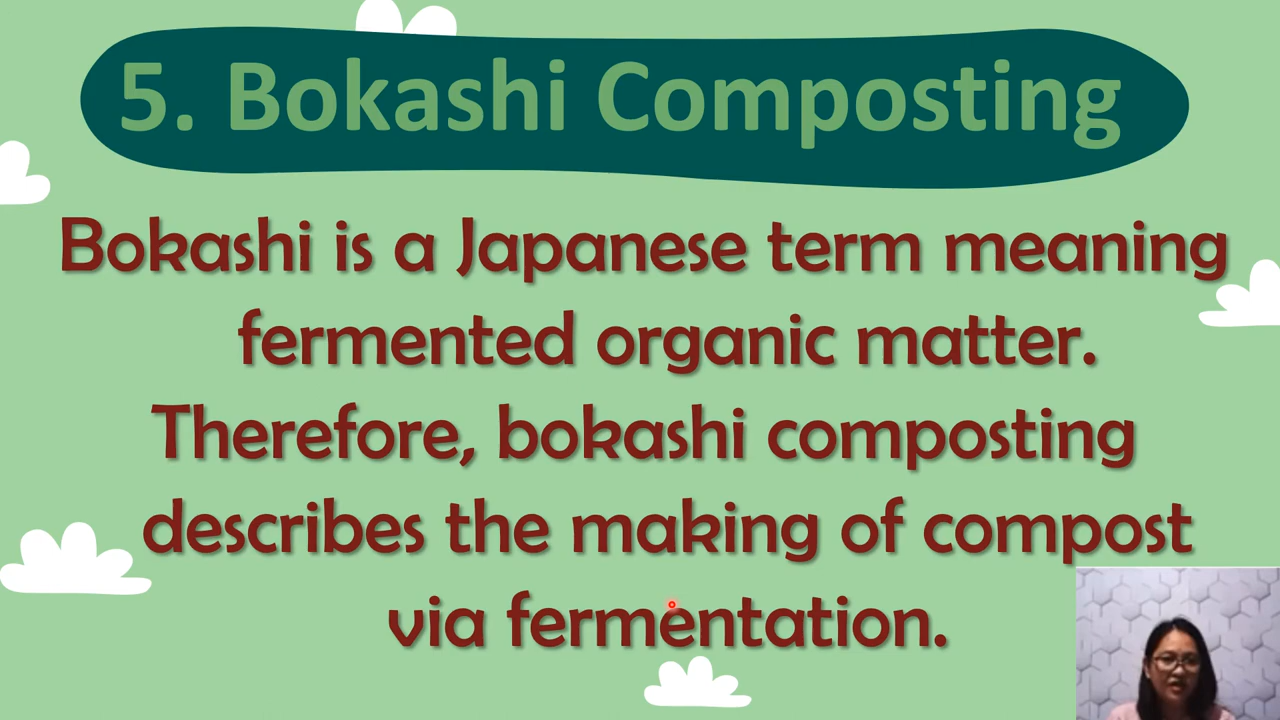 5. Bokashi Composting
Bokashi is a Japanese term meaning
fermented organic matter.
Therefore, bokashi composting
describes the making of compost
via fermentation.